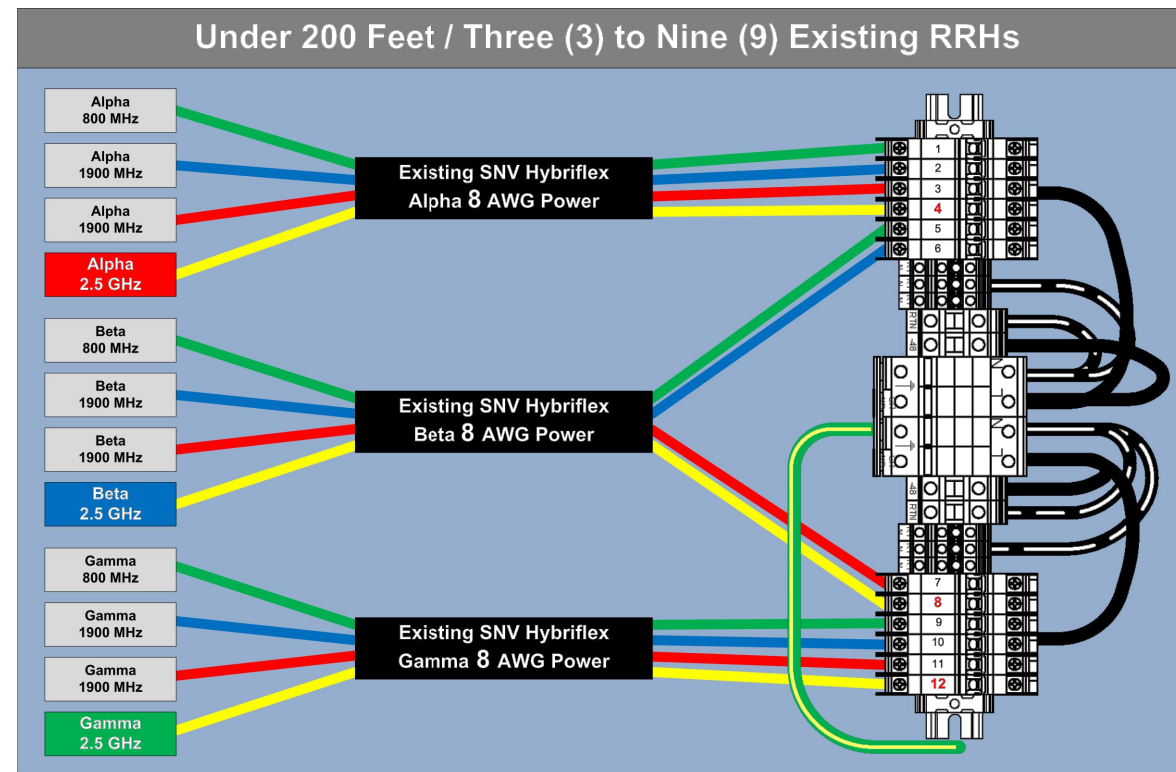 Under 200 Feet / Three (3) to Nine (9) Existing RRHs
Alpha
800 MHz
Alpha
1900 MHz
Alpha
1900 MHz
Alpha
2.5 GHz
Beta
800 MHz
Beta
1900 MHz
Beta
1900 MHz
Beta
2.5 GHz
Gamma
800 MHz
Gamma
1900 MHz
Gamma
1900 MHz
Gamma
2.5 GHz
Existing SNV Hybriflex
Alpha 8 AWG Power
Existing SNV Hybriflex
Beta 8 AWG Power
Existing SNV Hybriflex
Gamma 8 AWG Power
1
2
3
4
5
6
RTN
-48
N
L
N
L
-48
RTN
7
8
9
10
11
12